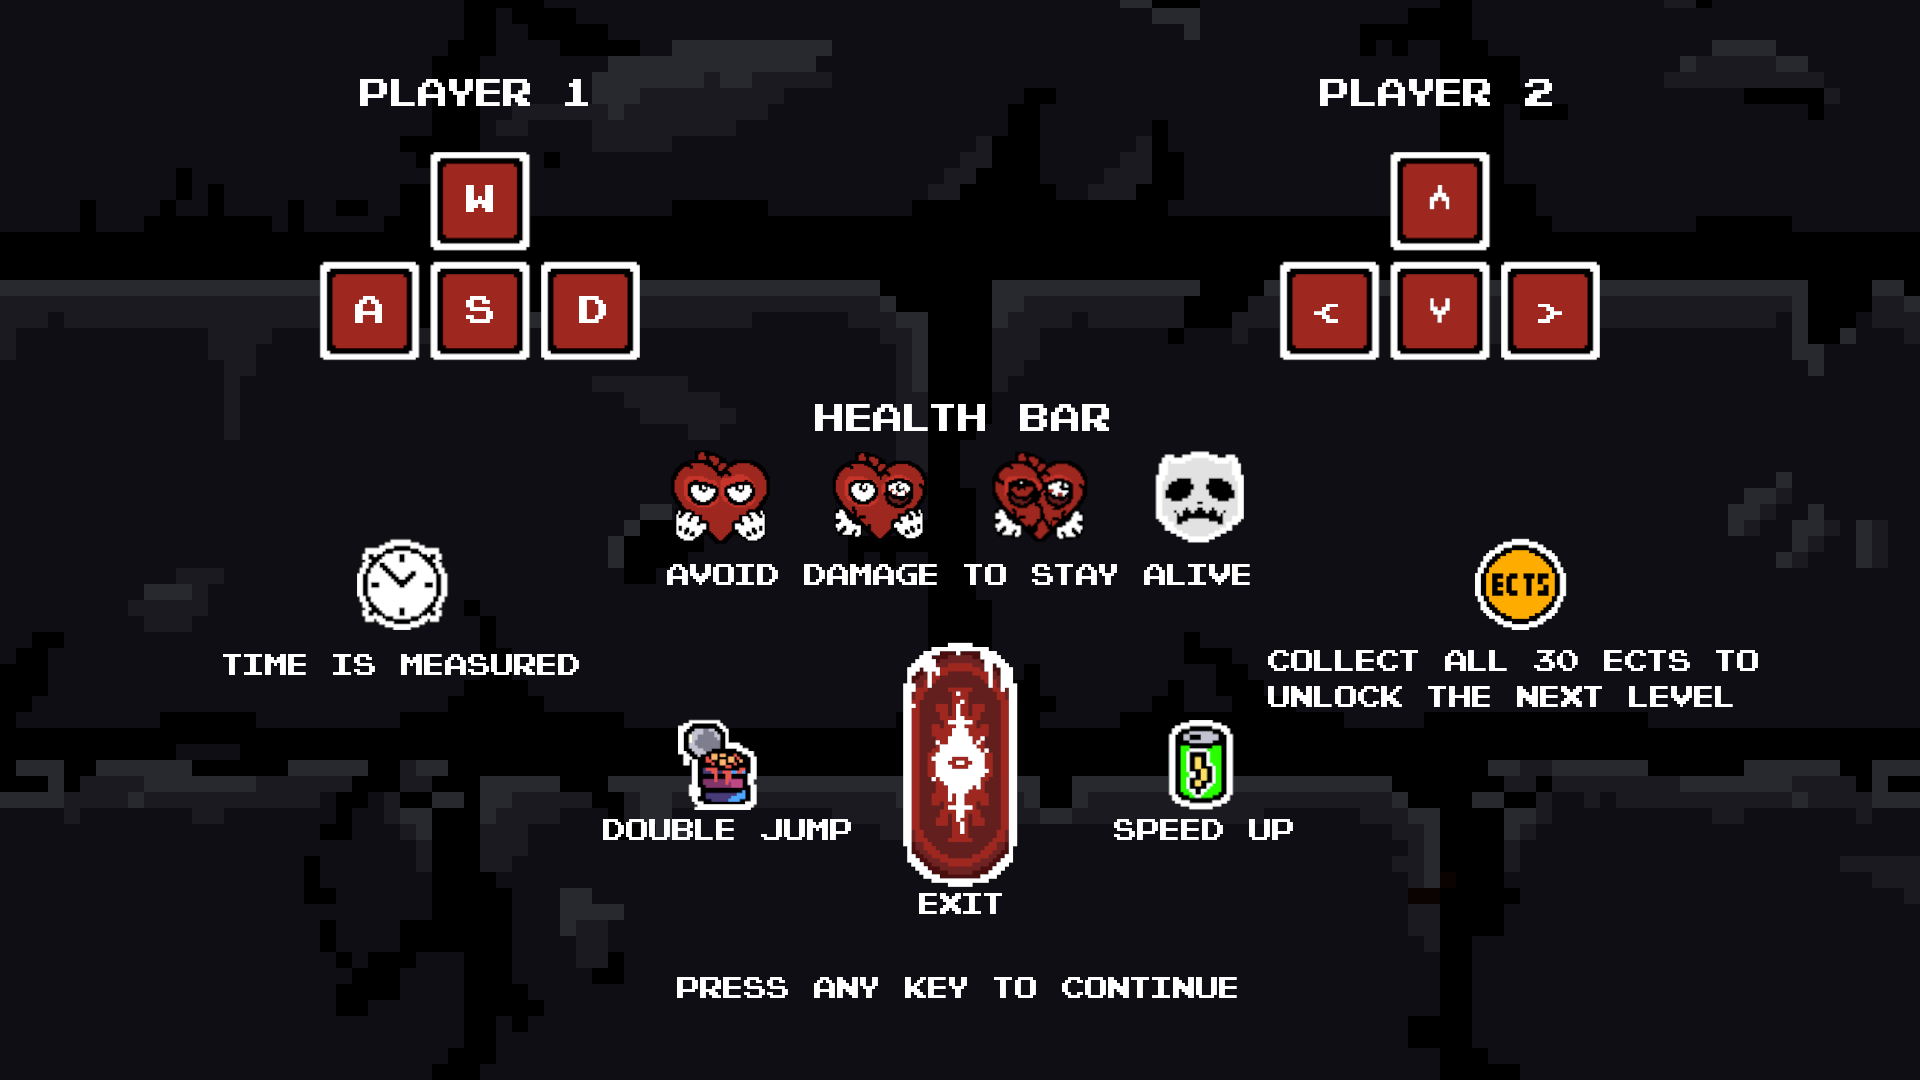 PLAYER 1
PLAYER 2
W
^
A S D
< V >
HEALTH BAR
AVOID DAMAGE TO STAY ALIVE
ECTS
TIME IS MEASURED
COLLECT ALL 30 ECTS TO
UNLOCK THE NEXT LEVEL
DOUBLE JUMP
SPEED UP
EXIT
PRESS ANY KEY TO CONTINUE